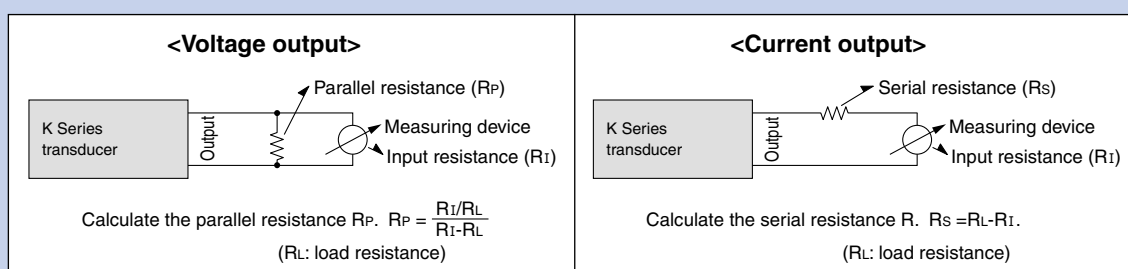 <Voltage output>
Parallel resistance (RP)
K Series
transducer
Output
Measuring device
Input resistance (RI)
Calculate the parallel resistance RP. RP = RI/RL
RI-RL
(RL: load resistance)
<Current output>
Serial resistance (RS)
K Series
transducer
Output
Measuring device
Input resistance (RI)
Calculate the serial resistance R. RS =RL-RI.
(RL: load resistance)